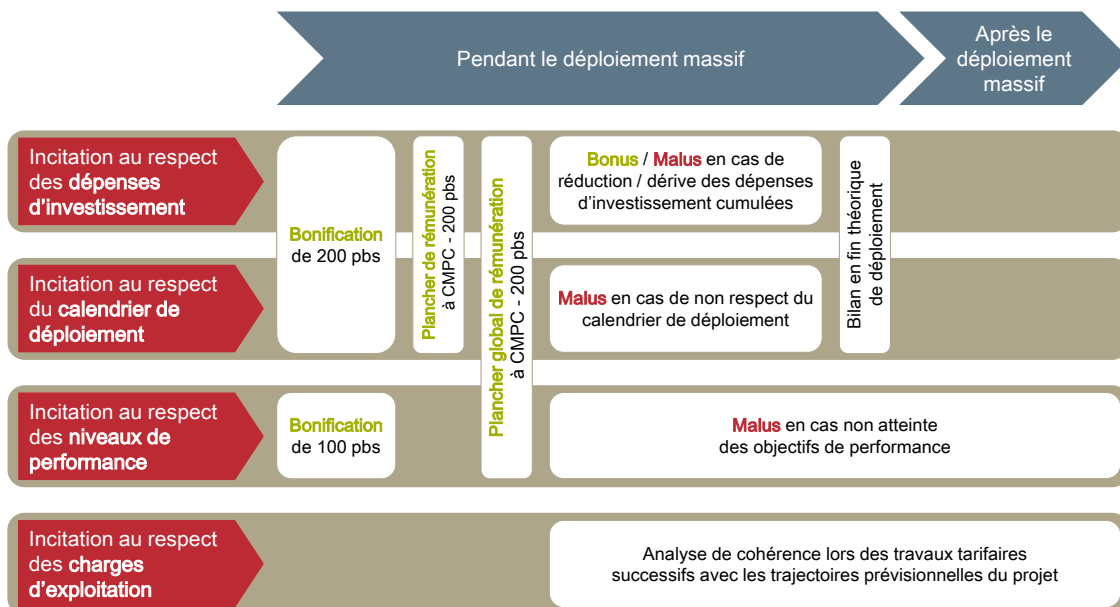 Pendant le déploiement massif
Après le
déploiement
massif
Incitation au respect
des dépenses
d'investissement
Bonification
de 200 pbs
Plancher de rémunération
à CMPC - 200 pbs
Plancher global de rémunération
à CMPC - 200 pbs
Bonus / Malus en cas de
réduction / dérive des dépenses
d'investissement cumulées
Bilan en fin théorique
de déploiement
Incitation au respect
du calendrier de
déploiement
Malus en cas de non respect du
calendrier de déploiement
Incitation au respect
des niveaux de
performance
Bonification
de 100 pbs
Malus en cas non atteinte
des objectifs de performance
Incitation au respect
des charges
d'exploitation
Analyse de cohérence lors des travaux tarifaires
successifs avec les trajectoires prévisionnelles du projet